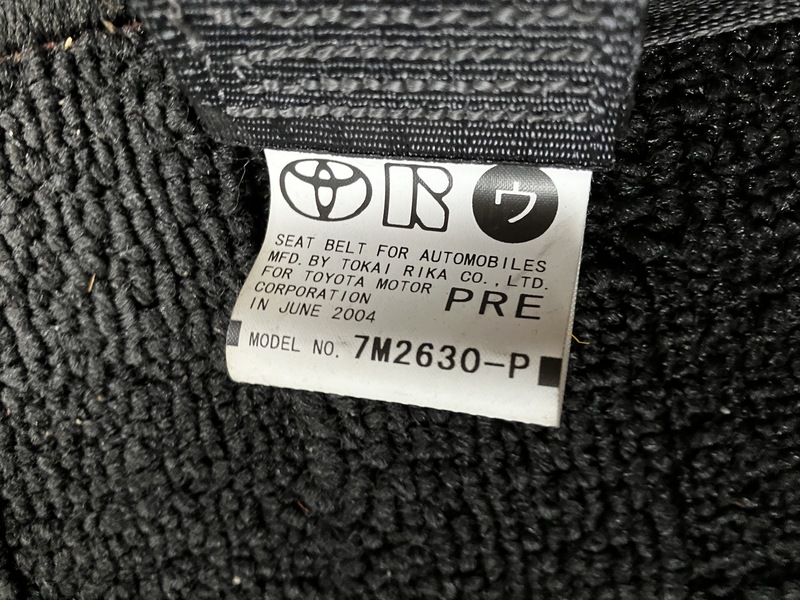 R ウ
SEAT BELT FOR AUTOMOBILES
MFD. BY TOKAI RIKA CO., LTD.
FOR TOYOTA MOTOR
CORPORATION
IN JUNE 2004
PRE
MODEL NO. 7M2630-P